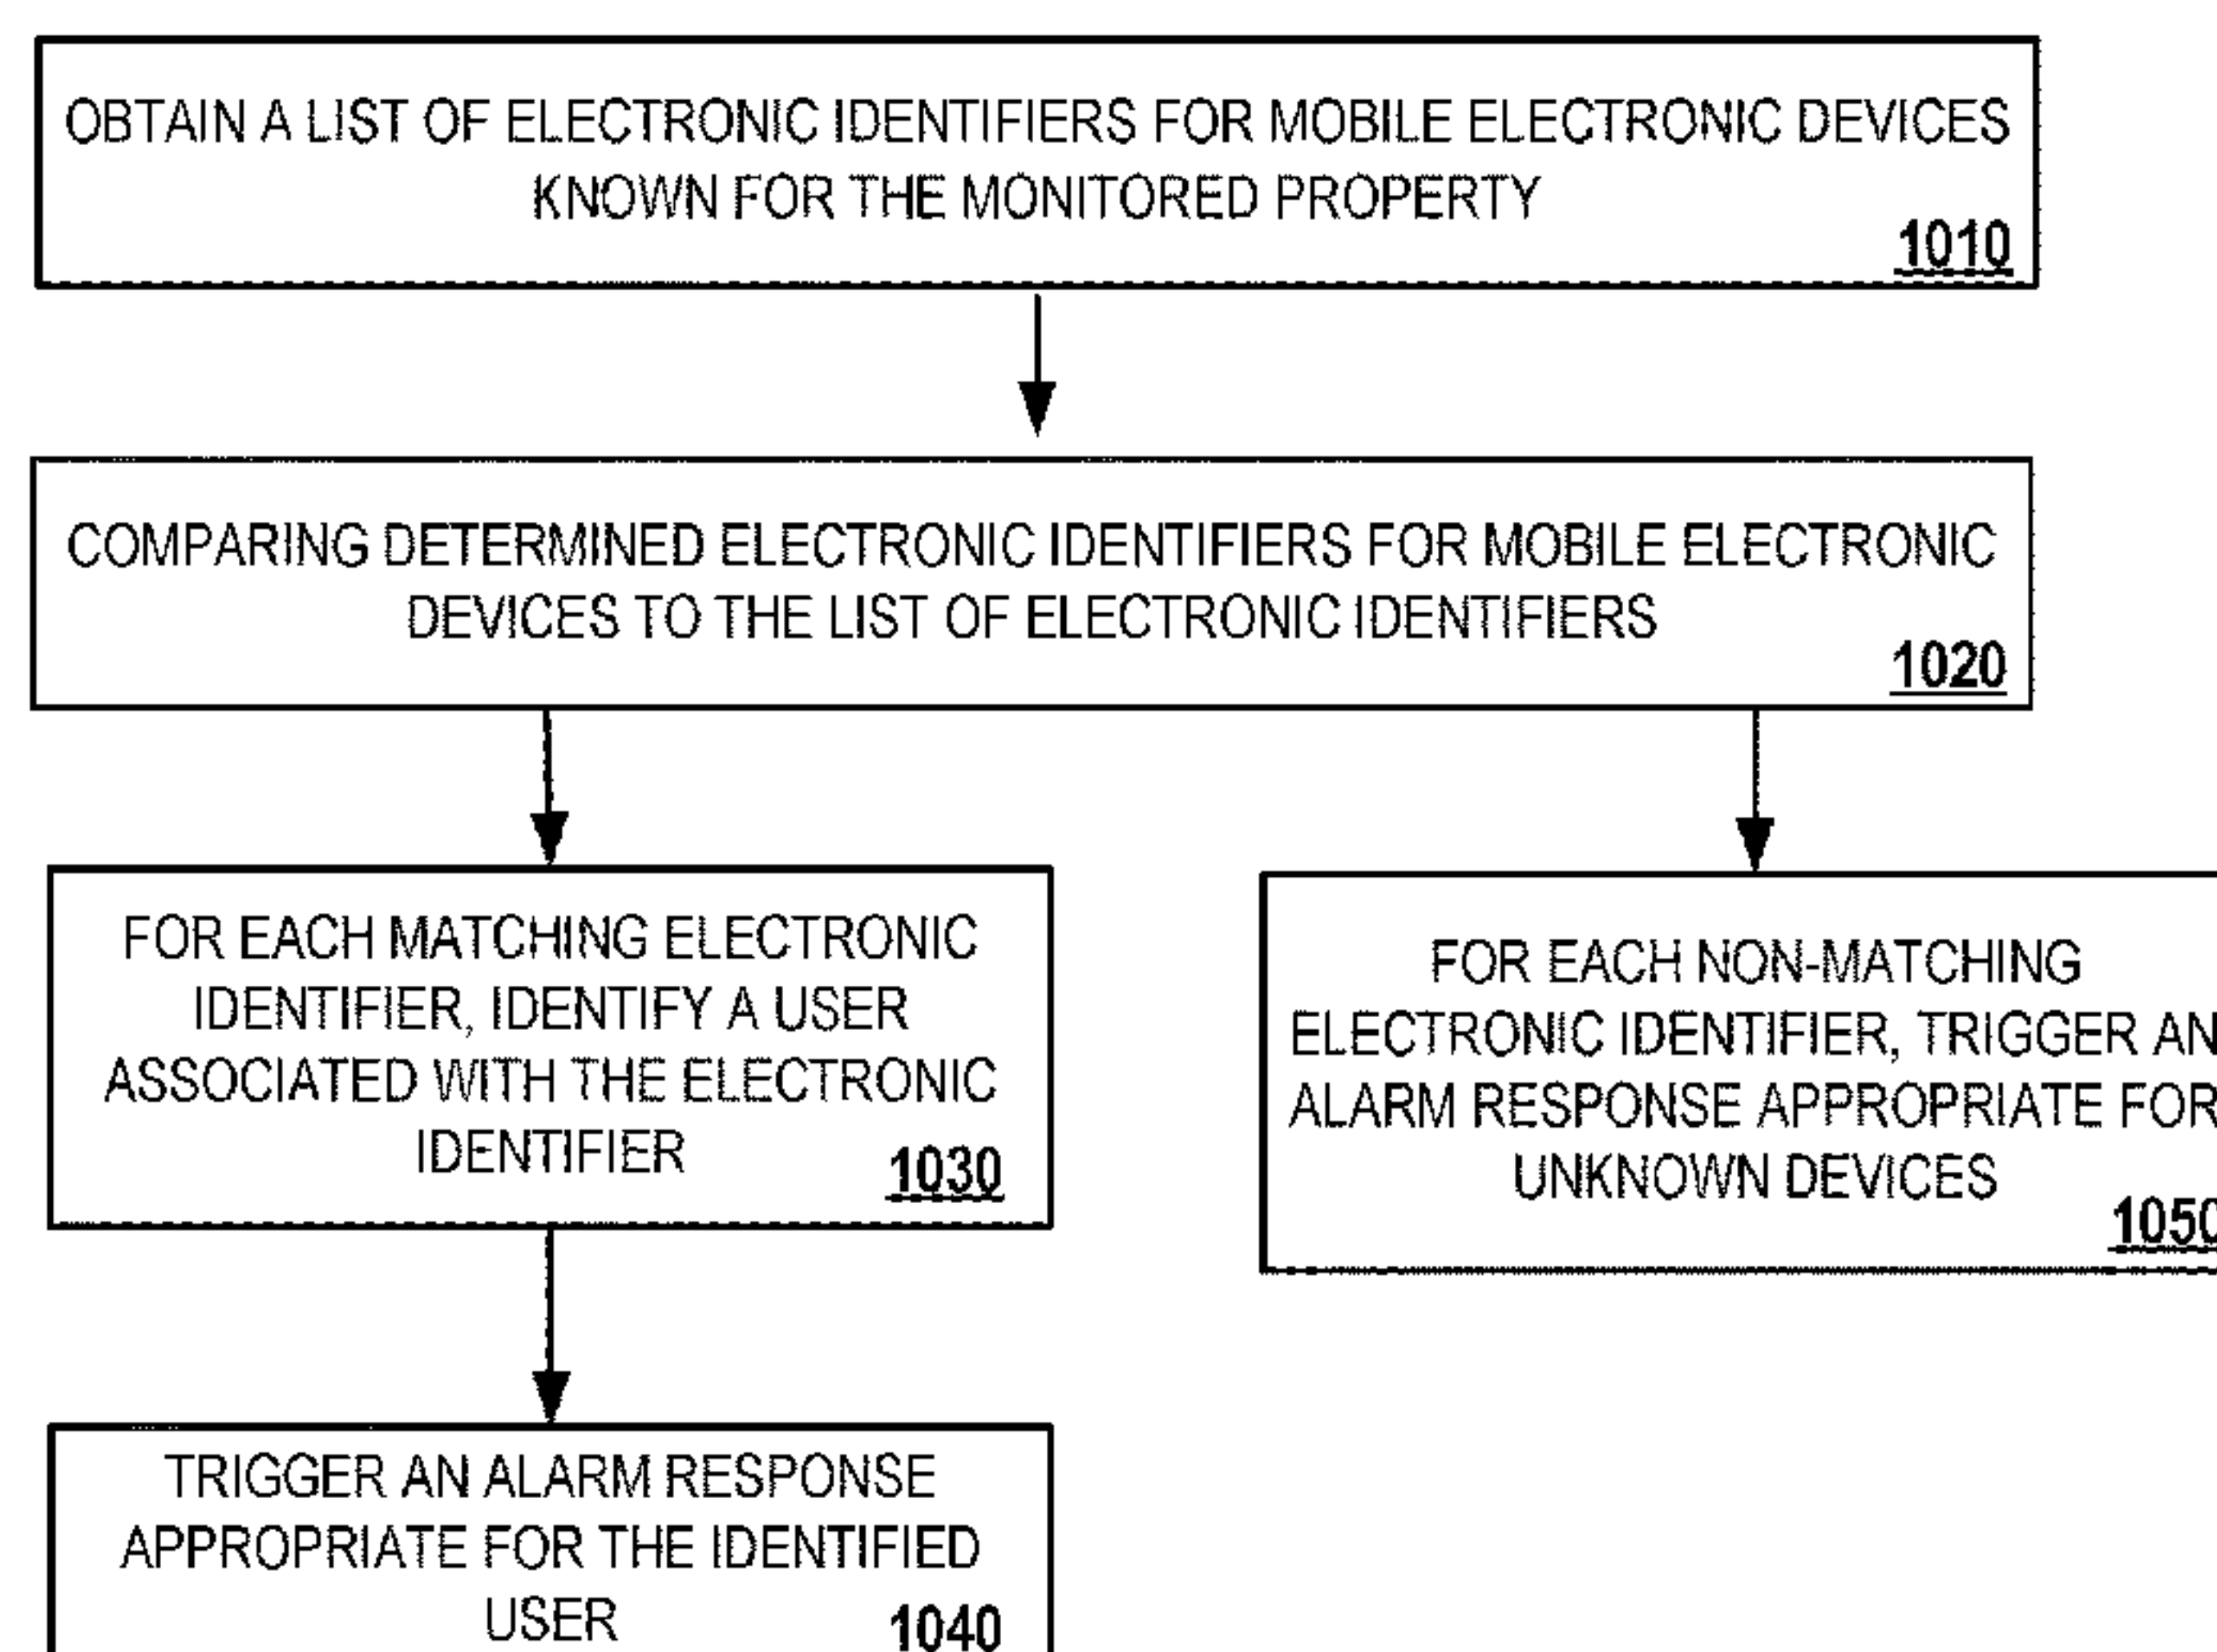 OBTAIN A LIST OF ELECTRONIC IDENTIFIERS FOR MOBILE ELECTRONIC DEVICES
KNOWN FOR THE MONITORED PROPERTY
1010
COMPARING DETERMINED ELECTRONIC IDENTIFIERS FOR MOBILE ELECTRONIC
DEVICES TO THE LIST OF ELECTRONIC IDENTIFIERS
1020
FOR EACH MATCHING ELECTRONIC
IDENTIFIER, IDENTIFY A USER
ASSOCIATED WITH THE ELECTRONIC
IDENTIFIER
1030
FOR EACH NON-MATCHING
ELECTRONIC IDENTIFIER, TRIGGER AN
ALARM RESPONSE APPROPRIATE FOR
UNKNOWN DEVICES
1050
TRIGGER AN ALARM RESPONSE
APPROPRIATE FOR THE IDENTIFIED
USER
1040